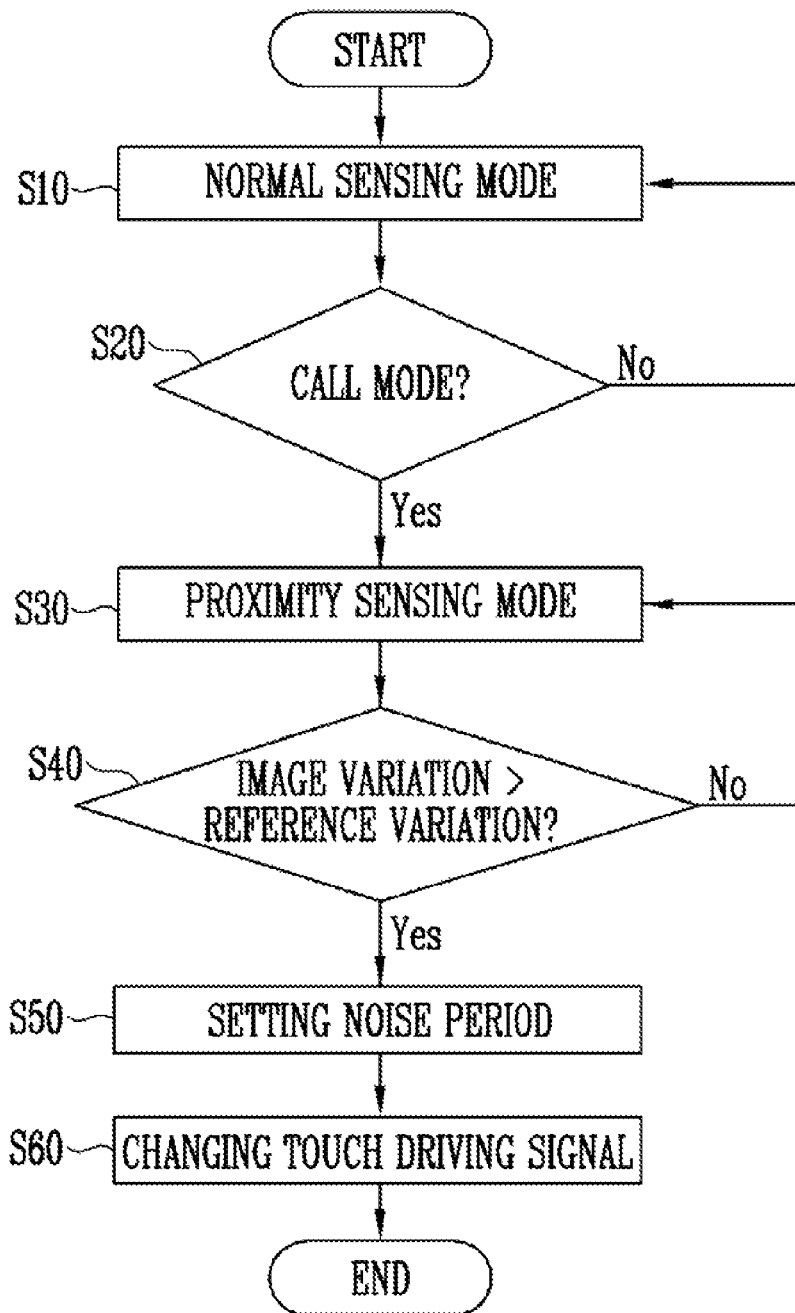 START
S10
NORMAL SENSING MODE
S20
CALL MODE?
No
Yes
S30
PROXIMITY SENSING MODE
S40
IMAGE VARIATION >
REFERENCE VARIATION?
No
Yes
S50
SETTING NOISE PERIOD
S60
CHANGING TOUCH DRIVING SIGNAL
END